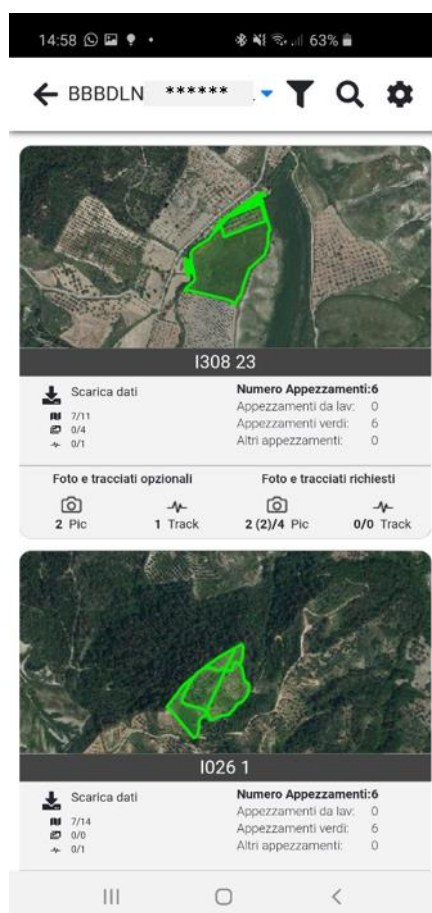 14:58 63%
BBBDLN ******
I308 23
Scarica dati
7/11
0/4
0/1
Numero Appezzamenti:6
Appezzamenti da lav: 0
Appezzamenti verdi: 6
Altri appezzamenti: 0
Foto e tracciati opzionali
2 Pic 1 Track
Foto e tracciati richiesti
2 (2)/4 Pic 0/0 Track
I026 1
Scarica dati
7/14
0/0
0/1
Numero Appezzamenti:6
Appezzamenti da lav: 0
Appezzamenti verdi: 6
Altri appezzamenti: 0